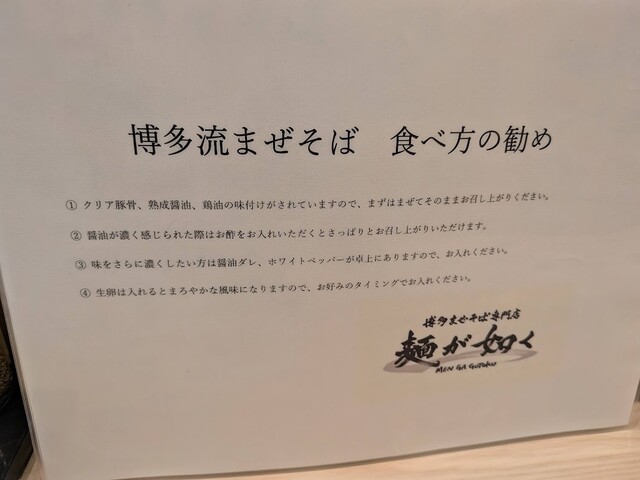 博多流まぜそば　食べ方の勧め
① クリア豚骨、熟成醤油、鶏油の味付けがされていますので、まずはまぜてそのままお召し上がりください。
② 醤油が濃く感じられた際はお酢をお入れいただくとさっぱりとお召し上がりいただけます。
③ 味をさらに濃くしたい方は醤油ダレ、ホワイトペッパーが卓上にありますので、お入れください。
④ 生卵は入れるとまろやかな風味になりますので、お好みのタイミングでお入れください。
博多まぜそば専門店
麺が如く
MEN GA GOTOKU